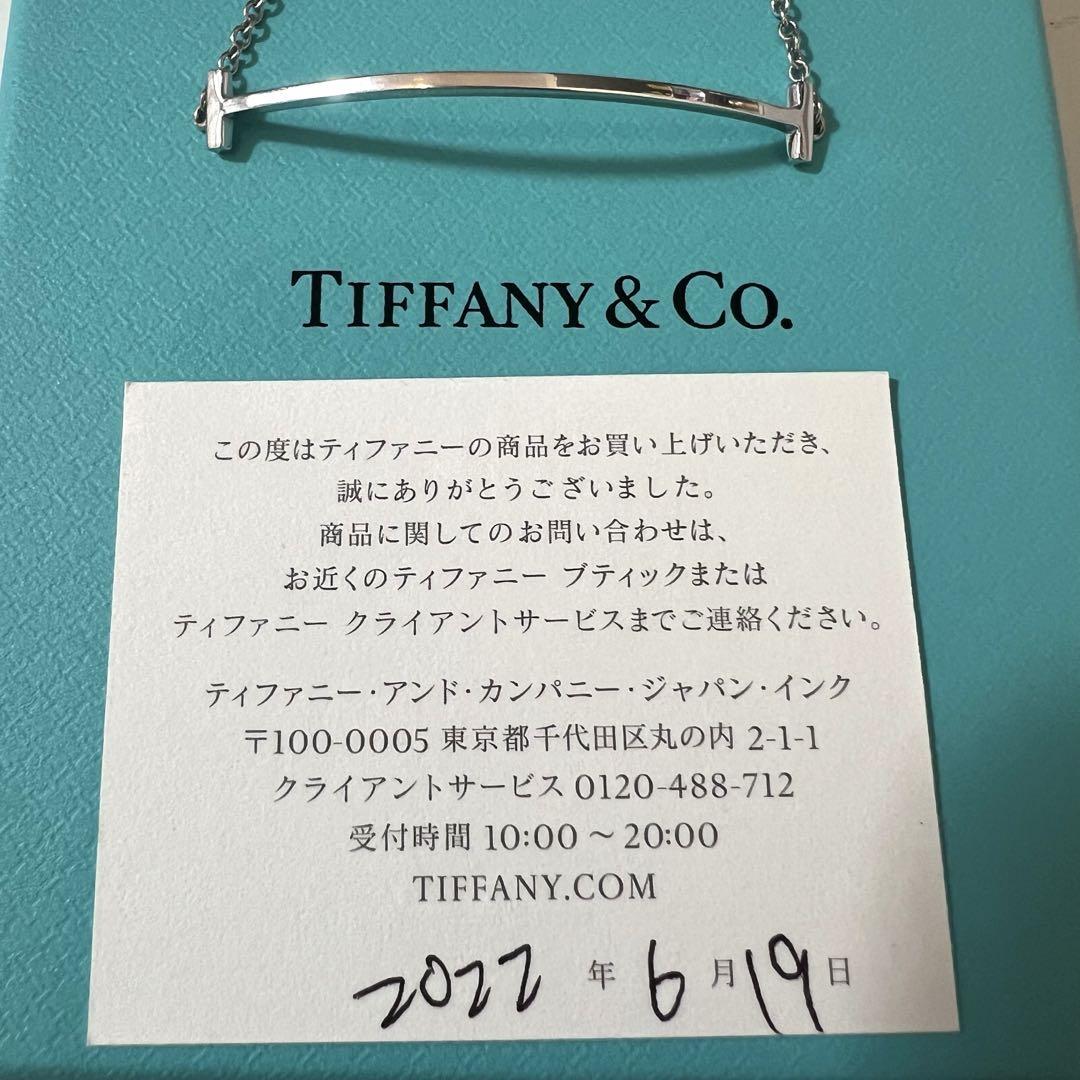 TIFFANY & CO.
この度はティファニーの商品をお買い上げいただき、
誠にありがとうございました。
商品に関してのお問い合わせは、
お近くのティファニー ブティックまたは
ティファニー クライアントサービスまでご連絡ください。
ティファニー・アンド・カンパニー・ジャパン・インク
〒100-0005 東京都千代田区丸の内 2-1-1
クライアントサービス 0120-488-712
受付時間 10:00 〜 20:00
TIFFANY.COM
2022 年 6 月 19 日